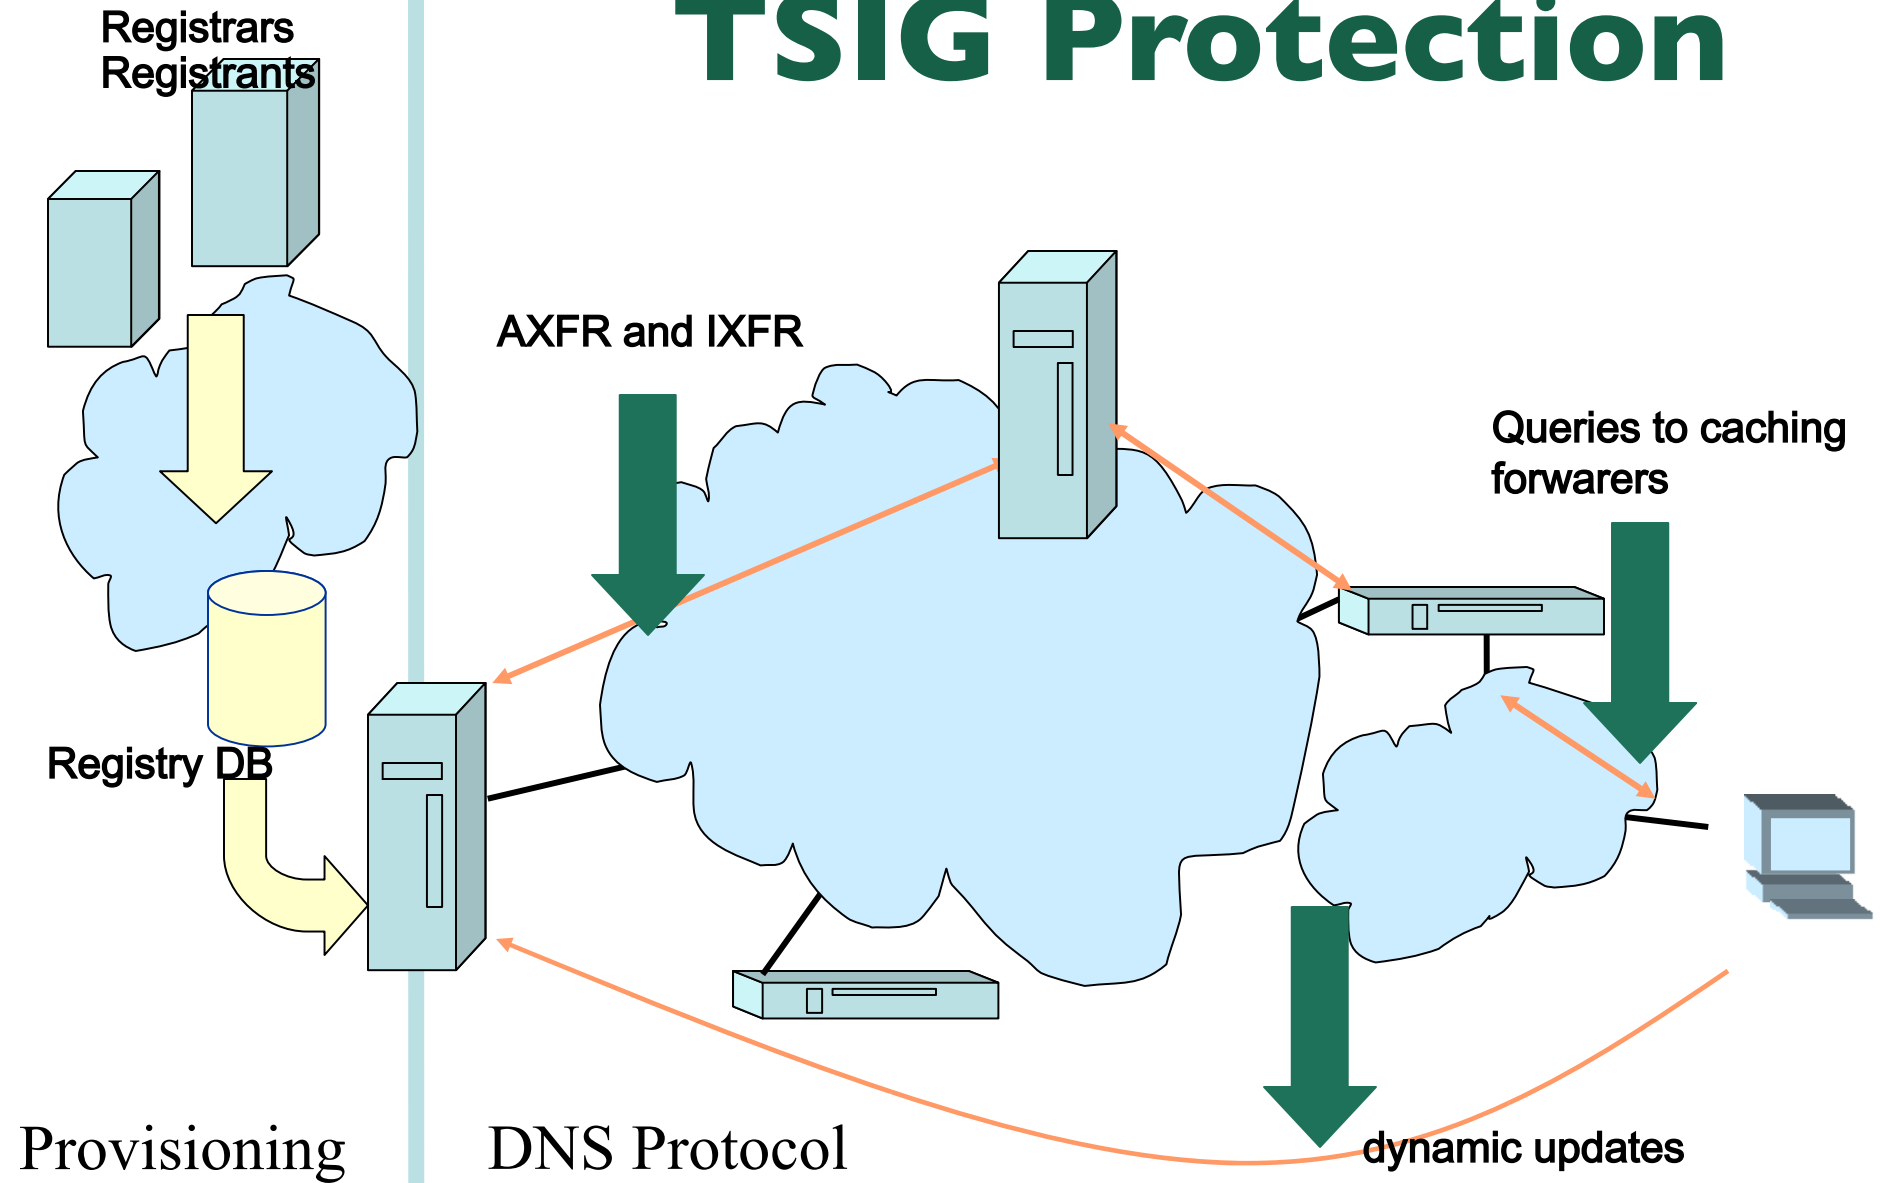 TSIG Protection
Registrars
Registrants
AXFR and IXFR
Queries to caching
forwarers
Registry DB
Provisioning
DNS Protocol
dynamic updates